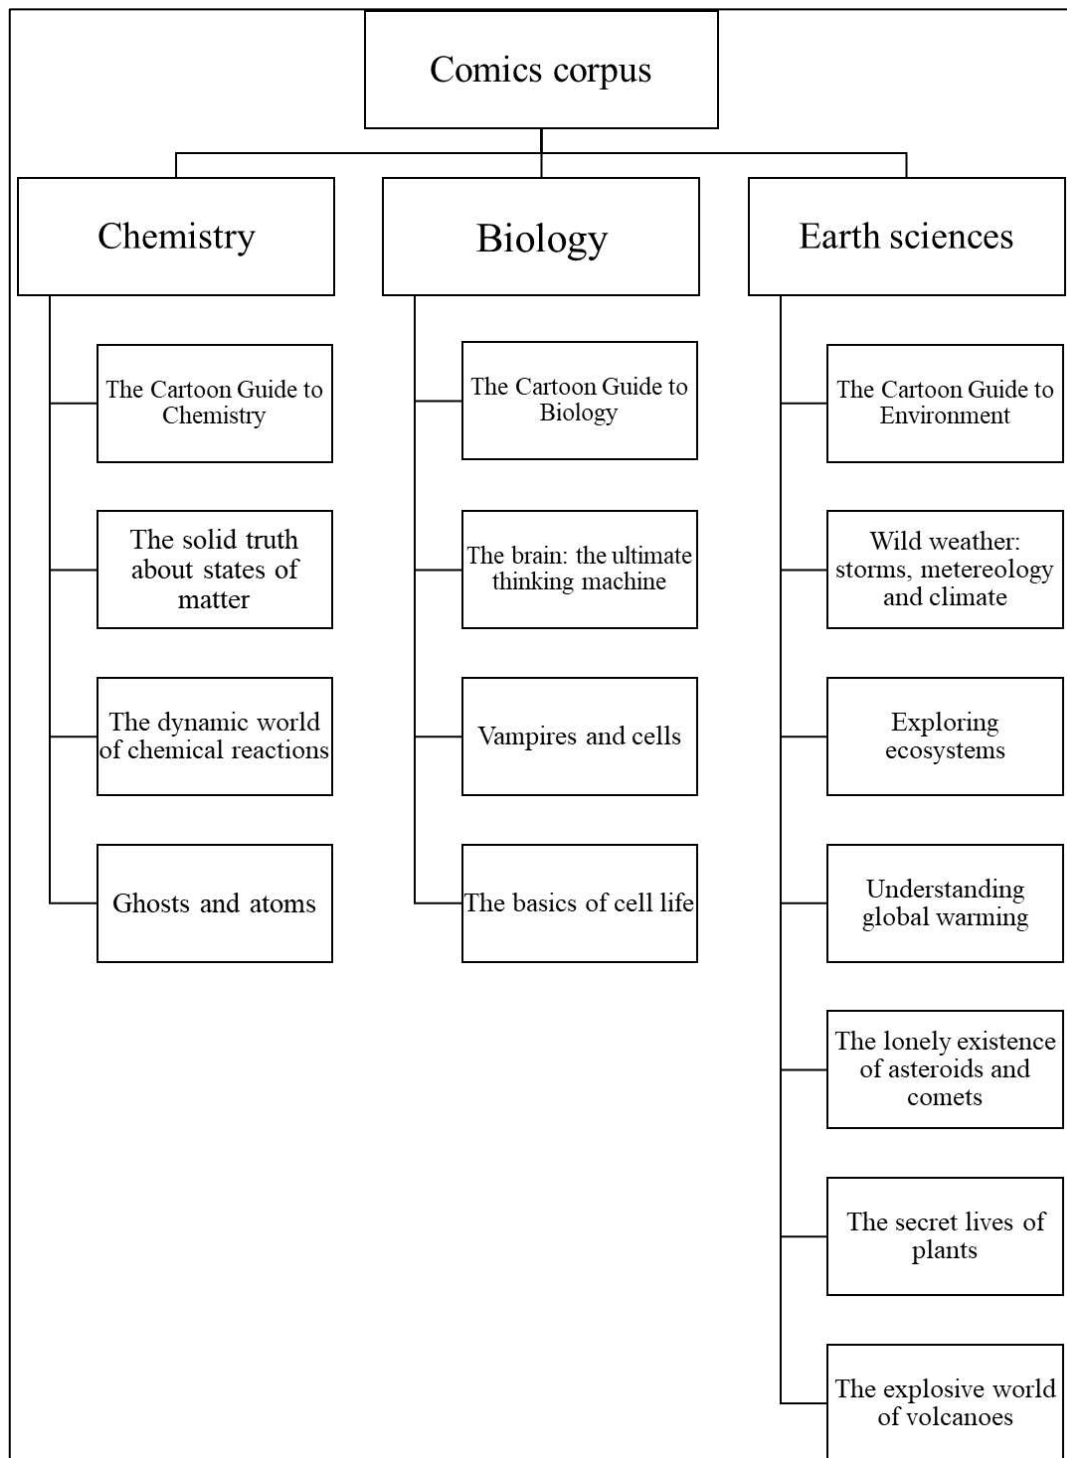 Comics corpus
Chemistry
The Cartoon Guide to
Chemistry
The solid truth
about states of
matter
The dynamic world
of chemical reactions
Ghosts and atoms
Biology
The Cartoon Guide to
Biology
The brain: the ultimate
thinking machine
Vampires and cells
The basics of cell life
Earth sciences
The Cartoon Guide to
Environment
Wild weather:
storms, metereology
and climate
Exploring
ecosystems
Understanding
global warming
The lonely existence
of asteroids and
comets
The secret lives of
plants
The explosive world
of volcanoes